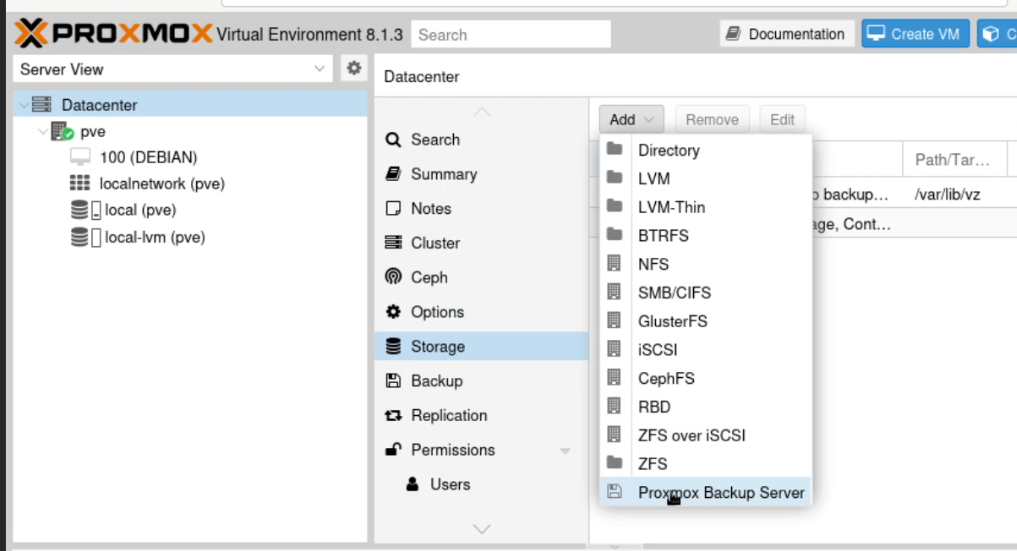 PROXMOX Virtual Environment 8.1.3 Search Documentation Create VM
Server View
Datacenter
Datacenter
pve
100 (DEBIAN)
localnetwork (pve)
local (pve)
local-lvm (pve)
Search
Summary
Notes
Cluster
Ceph
Options
Storage
Backup
Replication
Permissions
Users
Add Remove Edit
Directory
LVM
LVM-Thin
BTRFS
NFS
SMB/CIFS
GlusterFS
iSCSI
CephFS
RBD
ZFS over iSCSI
ZFS
Proxmox Backup Server
Path/Tar...
backup... /var/lib/vz
age, Cont...